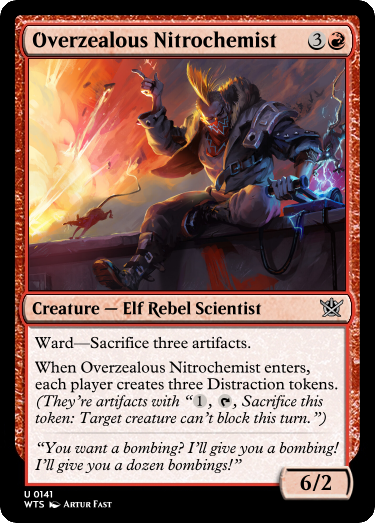 Overzealous Nitrochemist 3
Creature — Elf Rebel Scientist
Ward—Sacrifice three artifacts.
When Overzealous Nitrochemist enters,
each player creates three Distraction tokens.
(They're artifacts with “1, , Sacrifice this
token: Target creature can't block this turn.”)
“You want a bombing? I'll give you a bombing!
I'll give you a dozen bombings!”
6/2
U 0141
WTS Artur Fast